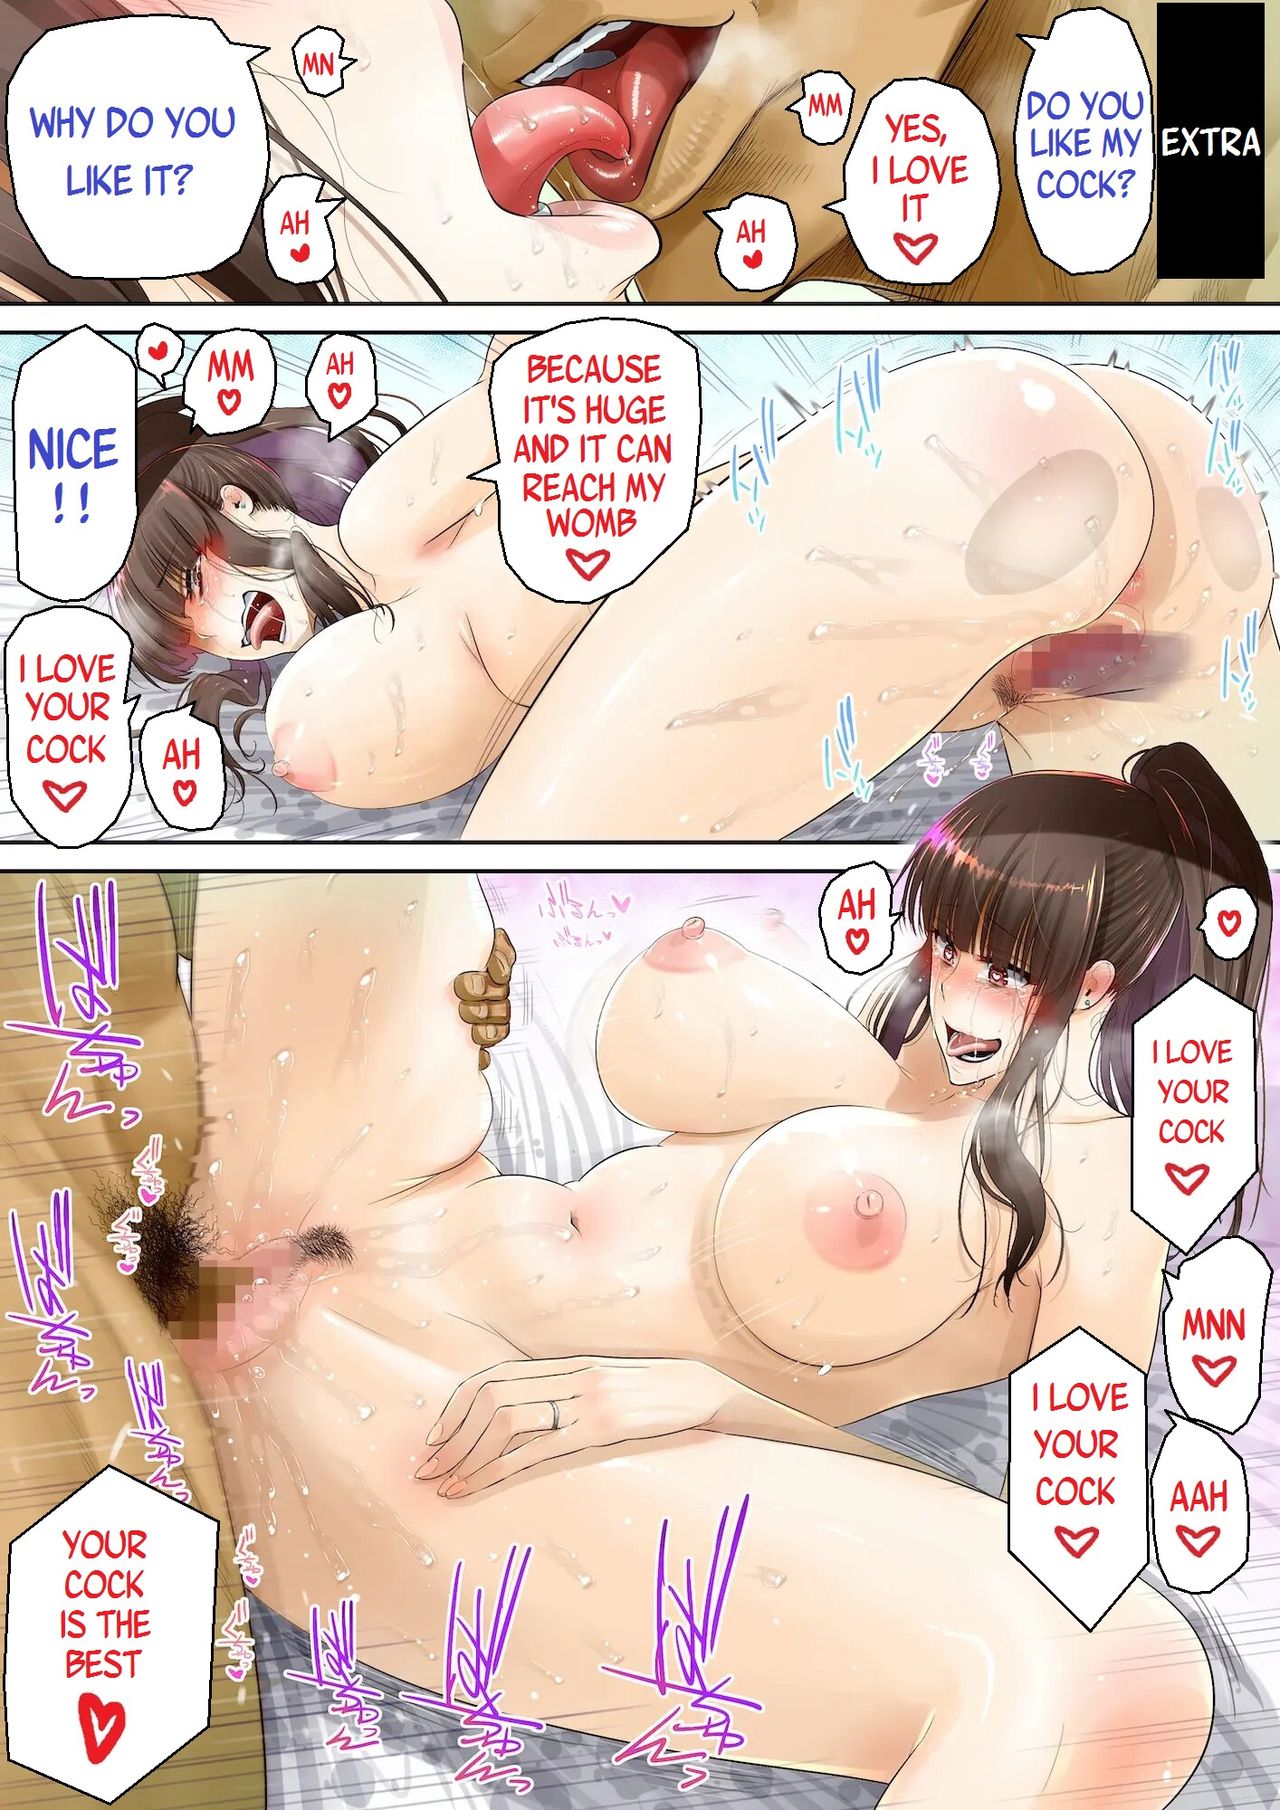 EXTRA
DO YOU
LIKE MY
COCK?
YES,
I LOVE
IT
MM
AH
MN
AH
WHY DO YOU
LIKE IT?
BECAUSE
IT'S HUGE
AND IT CAN
REACH MY
WOMB
AH
MM
NICE
!!
I LOVE
YOUR
COCK
AH
AH
I LOVE
YOUR
COCK
MNN
I LOVE
YOUR
COCK
AAH
YOUR
COCK
IS THE
BEST